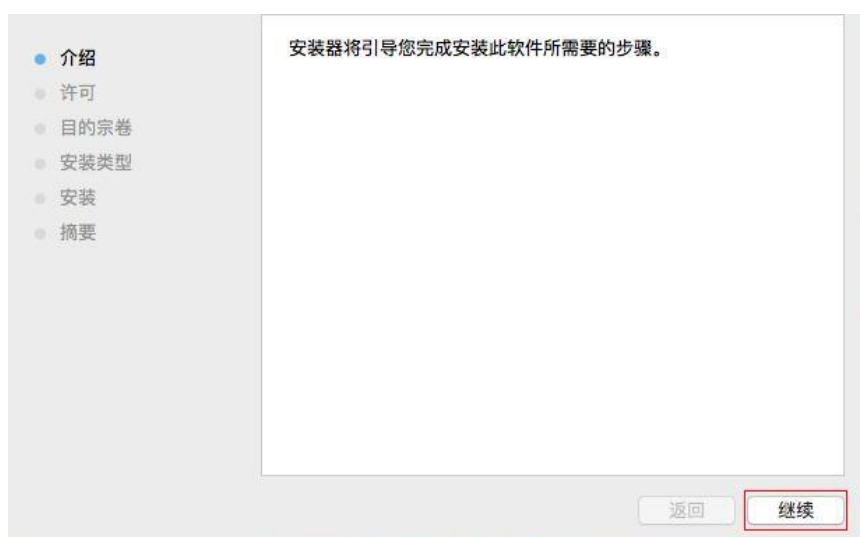 介绍
许可
目的宗卷
安装类型
安装
摘要
安装器将引导您完成安装此软件所需要的步骤。
返回
继续